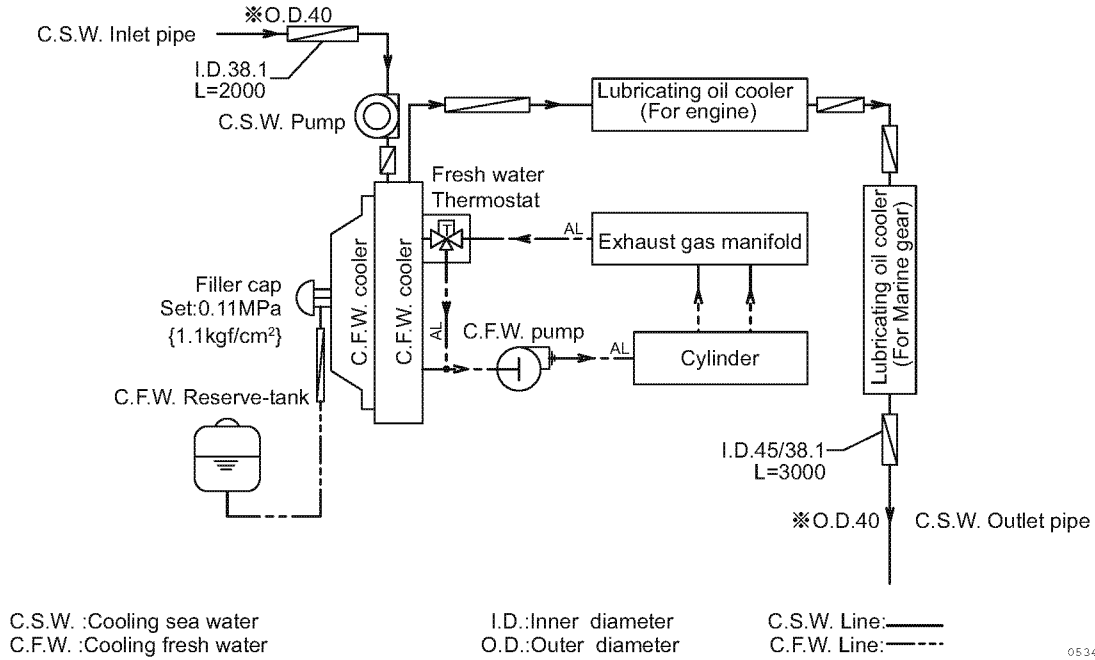 ※O.D.40
C.S.W. Inlet pipe
I.D.38.1
L=2000
C.S.W. Pump
Lubricating oil cooler
(For engine)
Fresh water
Thermostat
T
AL
Exhaust gas manifold
Lubricating oil cooler
(For Marine gear)
Filler cap
Set:0.11MPa
{1.1kgf/cm²}
C.F.W. cooler
C.F.W. cooler
AL
C.F.W. pump
AL
Cylinder
C.F.W. Reserve-tank
I.D.45/38.1
L=3000
※O.D.40
C.S.W. Outlet pipe
C.S.W. :Cooling sea water
C.F.W. :Cooling fresh water
I.D.:Inner diameter
O.D.:Outer diameter
C.S.W. Line:
C.F.W. Line:
0534